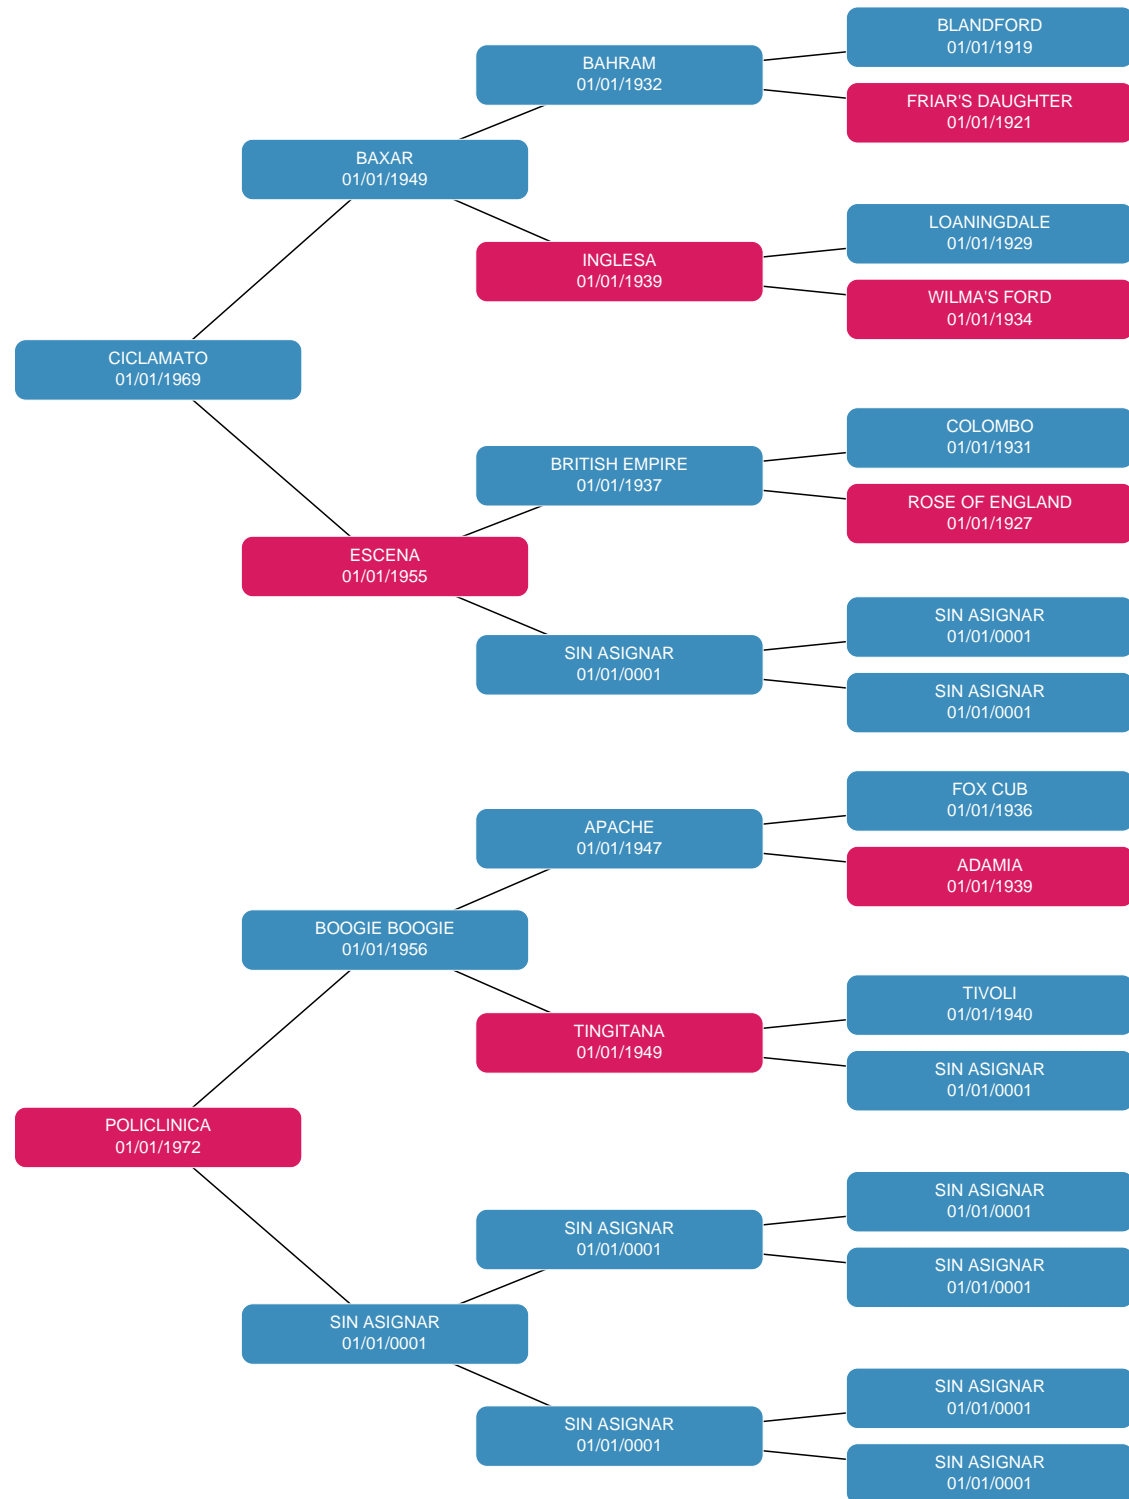 BLANDFORD
01/01/1919
BAHRAM
01/01/1932
FRIAR'S DAUGHTER
01/01/1921
BAXAR
01/01/1949
LOANINGDALE
01/01/1929
INGLESA
01/01/1939
WILMA'S FORD
01/01/1934
CICLAMATO
01/01/1969
COLOMBO
01/01/1931
BRITISH EMPIRE
01/01/1937
ROSE OF ENGLAND
01/01/1927
ESCENA
01/01/1955
SIN ASIGNAR
01/01/0001
SIN ASIGNAR
01/01/0001
SIN ASIGNAR
01/01/0001
FOX CUB
01/01/1936
APACHE
01/01/1947
ADAMIA
01/01/1939
BOOGIE BOOGIE
01/01/1956
TIVOLI
01/01/1940
TINGITANA
01/01/1949
SIN ASIGNAR
01/01/0001
POLICLINICA
01/01/1972
SIN ASIGNAR
01/01/0001
SIN ASIGNAR
01/01/0001
SIN ASIGNAR
01/01/0001
SIN ASIGNAR
01/01/0001
SIN ASIGNAR
01/01/0001
SIN ASIGNAR
01/01/0001
SIN ASIGNAR
01/01/0001